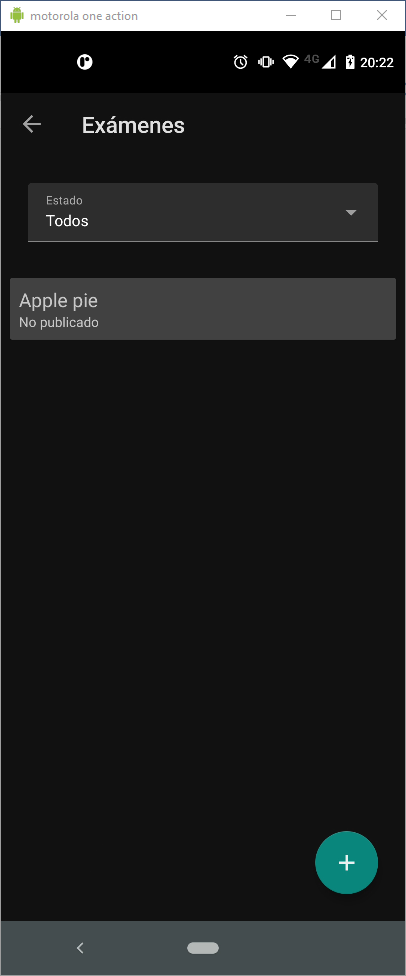 motorola one action
4G
20:22
Exámenes
Estado
Todos
Apple pie
No publicado
+